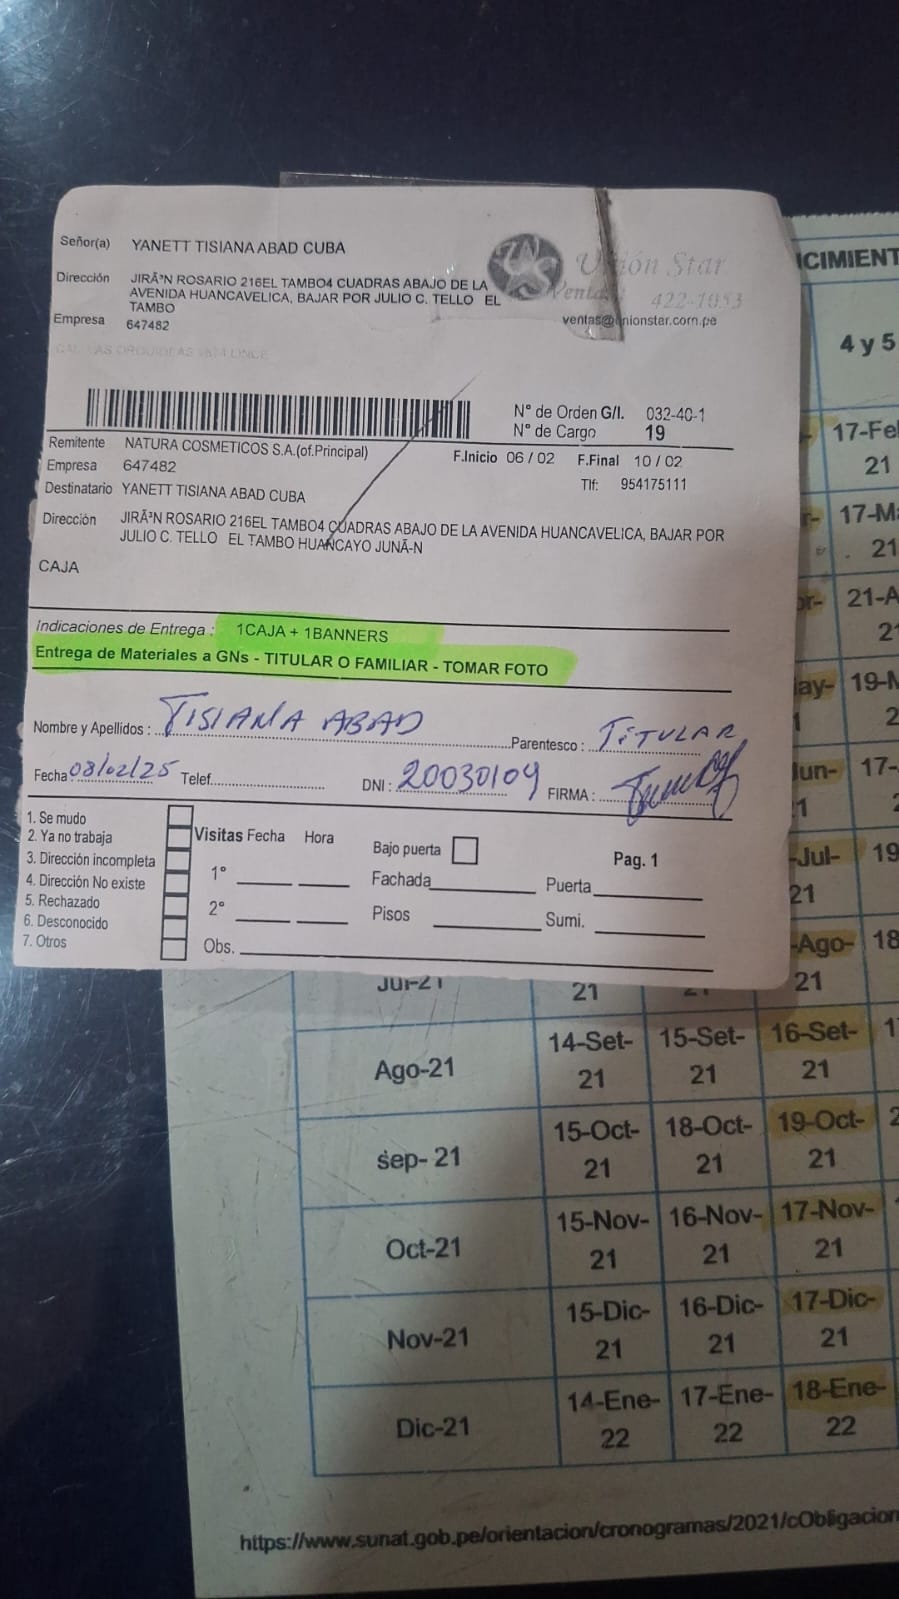 Señor(a) YANETT TISIANA ABAD CUBA
Dirección JIRÃ³N ROSARIO 216EL TAMBO4 CUADRAS ABAJO DE LA
AVENIDA HUANCAVELICA, BAJAR POR JULIO C. TELLO EL
TAMBO
Empresa 647482
Unión Star
Ventas 422-1053
ventas@unionstar.com.pe
N° de Orden G/I. 032-40-1
N° de Cargo 19
Remitente NATURA COSMETICOS S.A.(of.Principal)
F.Inicio 06 / 02 F.Final 10 / 02
Empresa 647482
Tlf: 954175111
Destinatario YANETT TISIANA ABAD CUBA
Dirección JIRÃ³N ROSARIO 216EL TAMBO4 CUADRAS ABAJO DE LA AVENIDA HUANCAVELICA, BAJAR POR
JULIO C. TELLO EL TAMBO HUANCAYO JUNÃ-N
CAJA
Indicaciones de Entrega : 1CAJA + 1BANNERS
Entrega de Materiales a GNs - TITULAR O FAMILIAR - TOMAR FOTO
Nombre y Apellidos : TISIANA ABAD Parentesco : TITULAR
Fecha 08/02/25 Telef. DNI : 20030109 FIRMA :
1. Se mudo
2. Ya no trabaja
3. Dirección incompleta
4. Dirección No existe
5. Rechazado
6. Desconocido
7. Otros
Visitas Fecha Hora
1°
2°
Obs.
Bajo puerta
Pag. 1
Fachada Puerta
Pisos Sumi.
4 y 5
17-Fe
21
17-M
21
21-A
19-M
17-
19
18
-Jul-
21
-Ago-
21
Jul-21 21
Ago-21 14-Set-21 15-Set-21 16-Set-21
sep- 21 15-Oct-21 18-Oct-21 19-Oct-21
Oct-21 15-Nov-21 16-Nov-21 17-Nov-21
Nov-21 15-Dic-21 16-Dic-21 17-Dic-21
Dic-21 14-Ene-22 17-Ene-22 18-Ene-22
https://www.sunat.gob.pe/orientacion/cronogramas/2021/cObligacion